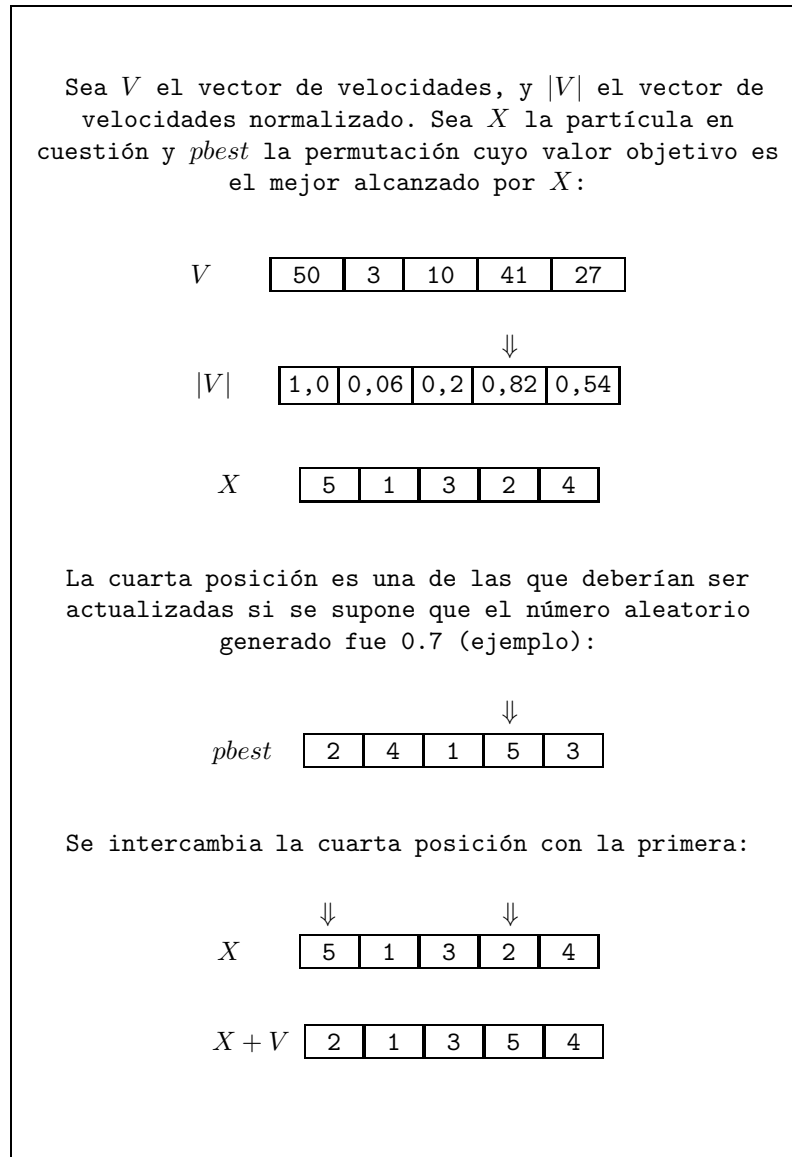 Sea V el vector de velocidades, y |V| el vector de
velocidades normalizado. Sea X la partícula en
cuestión y pbest la permutación cuyo valor objetivo es
el mejor alcanzado por X:
V 50 3 10 41 27
⇓
|V| 1,0 0,06 0,2 0,82 0,54
X 5 1 3 2 4
La cuarta posición es una de las que deberían ser
actualizadas si se supone que el número aleatorio
generado fue 0.7 (ejemplo):
⇓
pbest 2 4 1 5 3
Se intercambia la cuarta posición con la primera:
⇓ ⇓
X 5 1 3 2 4
X + V 2 1 3 5 4